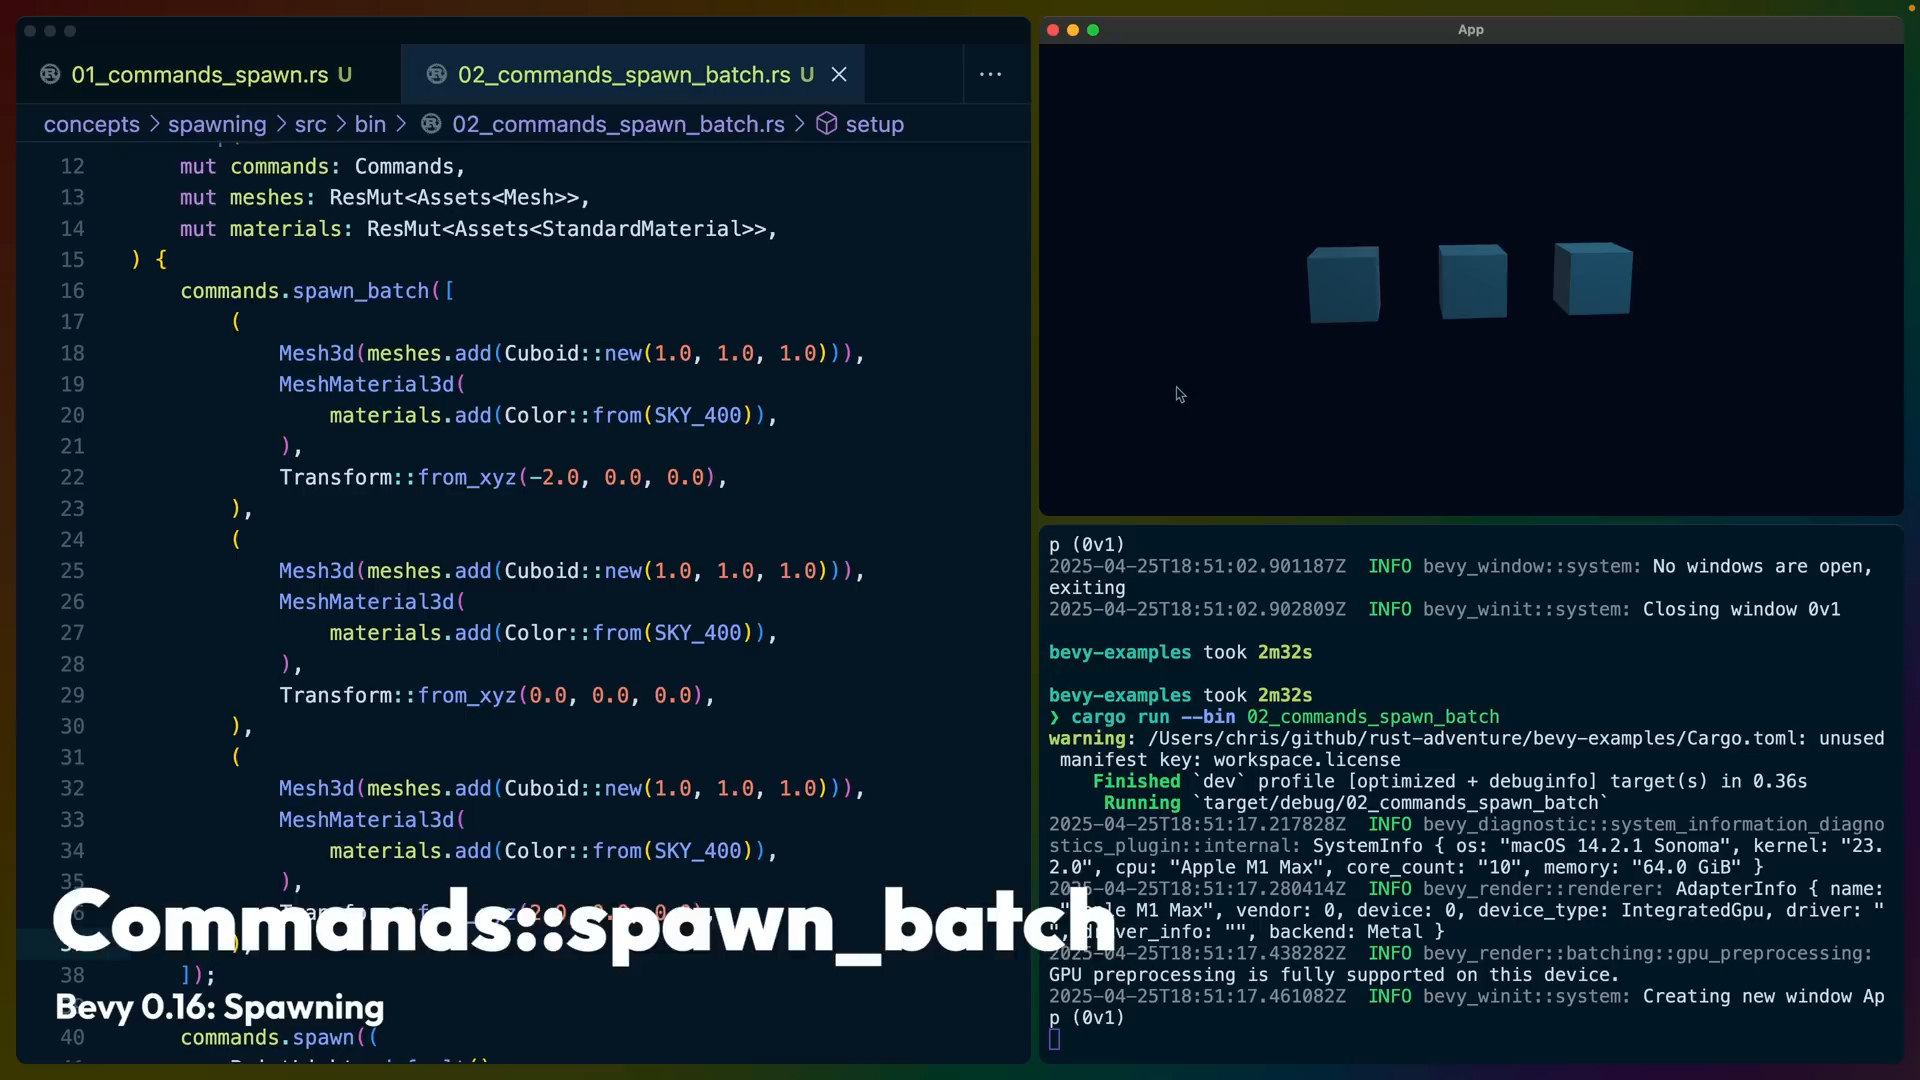 01_commands_spawn.rs U
02_commands_spawn_batch.rs U
concepts > spawning > src > bin > 02_commands_spawn_batch.rs > setup
12 mut commands: Commands,
13 mut meshes: ResMut<Assets<Mesh>>,
14 mut materials: ResMut<Assets<StandardMaterial>>,
15 ) {
16 commands.spawn_batch([
17 (
18 Mesh3d(meshes.add(Cuboid::new(1.0, 1.0, 1.0))),
19 MeshMaterial3d(
20 materials.add(Color::from(SKY_400)),
21 ),
22 Transform::from_xyz(-2.0, 0.0, 0.0),
23 ),
24 (
25 Mesh3d(meshes.add(Cuboid::new(1.0, 1.0, 1.0))),
26 MeshMaterial3d(
27 materials.add(Color::from(SKY_400)),
28 ),
29 Transform::from_xyz(0.0, 0.0, 0.0),
30 ),
31 (
32 Mesh3d(meshes.add(Cuboid::new(1.0, 1.0, 1.0))),
33 MeshMaterial3d(
34 materials.add(Color::from(SKY_400)),
35 ),
38 ]);
40 commands.spawn((
Commands::spawn_batch
Bevy 0.16: Spawning
App
p (0v1)
2025-04-25T18:51:02.901187Z INFO bevy_window::system: No windows are open,
exiting
2025-04-25T18:51:02.902809Z INFO bevy_winit::system: Closing window 0v1
bevy-examples took 2m32s
bevy-examples took 2m32s
❯ cargo run --bin 02_commands_spawn_batch
warning: /Users/chris/github/rust-adventure/bevy-examples/Cargo.toml: unused
manifest key: workspace.license
Finished `dev` profile [optimized + debuginfo] target(s) in 0.36s
Running `target/debug/02_commands_spawn_batch`
2025-04-25T18:51:17.217828Z INFO bevy_diagnostic::system_information_diagno
stics_plugin::internal: SystemInfo { os: "macOS 14.2.1 Sonoma", kernel: "23.
2.0", cpu: "Apple M1 Max", core_count: "10", memory: "64.0 GiB" }
2025-04-25T18:51:17.280414Z INFO bevy_render::renderer: AdapterInfo { name:
M1 Max", vendor: 0, device: 0, device_type: IntegratedGpu, driver: "
info: "", backend: Metal }
2025-04-25T18:51:17.438282Z INFO bevy_render::batching::gpu_preprocessing:
GPU preprocessing is fully supported on this device.
2025-04-25T18:51:17.461082Z INFO bevy_winit::system: Creating new window Ap
p (0v1)